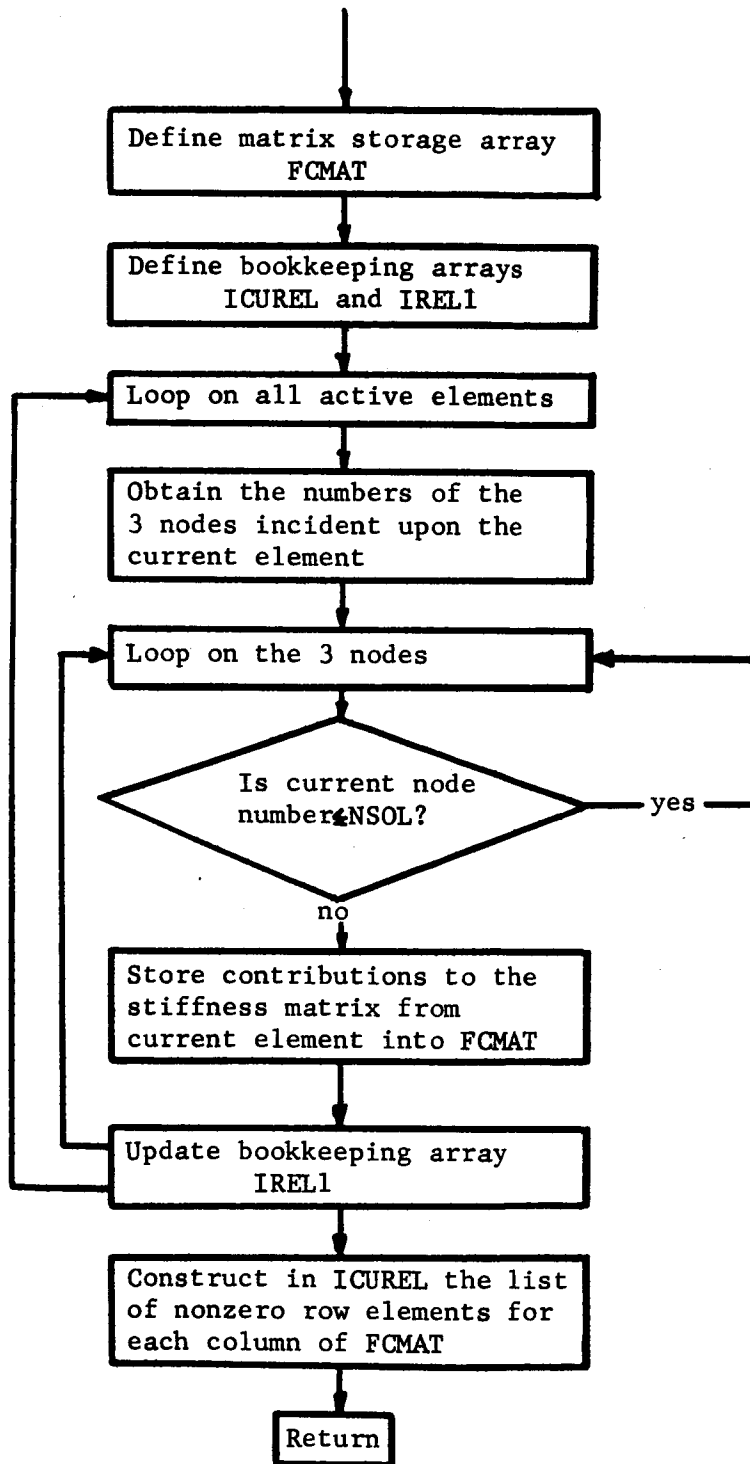 Define matrix storage array
FCMAT
Define bookkeeping arrays
ICUREL and IREL1
Loop on all active elements
Obtain the numbers of the
3 nodes incident upon the
current element
Loop on the 3 nodes
Is current node
number≤NSOL?
yes
no
Store contributions to the
stiffness matrix from
current element into FCMAT
Update bookkeeping array
IREL1
Construct in ICUREL the list
of nonzero row elements for
each column of FCMAT
Return